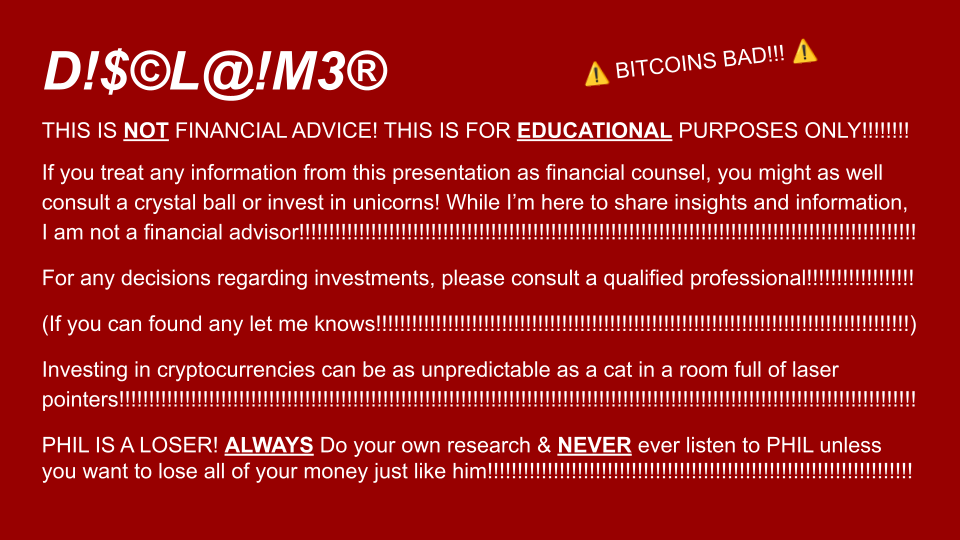 D!$©L@!M3®
⚠️ BITCOINS BAD!!! ⚠️
THIS IS NOT FINANCIAL ADVICE! THIS IS FOR EDUCATIONAL PURPOSES ONLY!!!!!!!!
If you treat any information from this presentation as financial counsel, you might as well
consult a crystal ball or invest in unicorns! While I’m here to share insights and information,
I am not a financial advisor!!!!!!!!!!!!!!!!!!!!!!!!!!!!!!!!!!!!!!!!!!!!!!!!!!!!!!!!!!!!!!!!!!!!!!!!!!!!!!!!!!!!!!!!!!!!!!!!!!!!!!!
For any decisions regarding investments, please consult a qualified professional!!!!!!!!!!!!!!!!!!
(If you can found any let me knows!!!!!!!!!!!!!!!!!!!!!!!!!!!!!!!!!!!!!!!!!!!!!!!!!!!!!!!!!!!!!!!!!!!!!!!!!!!!!!!!!!!!!!!!!)
Investing in cryptocurrencies can be as unpredictable as a cat in a room full of laser
pointers!!!!!!!!!!!!!!!!!!!!!!!!!!!!!!!!!!!!!!!!!!!!!!!!!!!!!!!!!!!!!!!!!!!!!!!!!!!!!!!!!!!!!!!!!!!!!!!!!!!!!!!!!!!!!!!!!!!!!!!!!!!!!!!!!!!!!
PHIL IS A LOSER! ALWAYS Do your own research & NEVER ever listen to PHIL unless
you want to lose all of your money just like him!!!!!!!!!!!!!!!!!!!!!!!!!!!!!!!!!!!!!!!!!!!!!!!!!!!!!!!!!!!!!!!!!!!!!!!